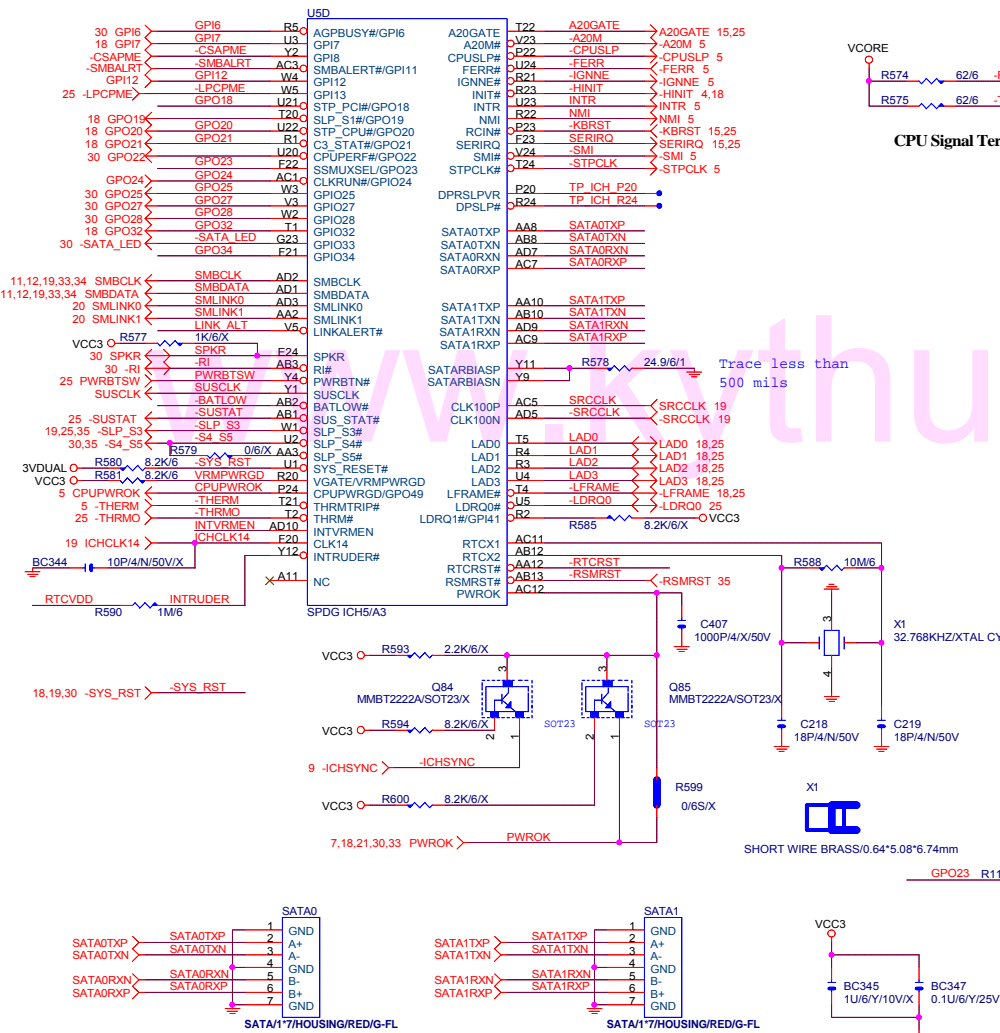 U5D
30 GPI6 GPI6 R5 AGPBUSY#/GPI6 A20GATE T22 A20GATE A20GATE 15,25
18 GPI7 GPI7 U3 GPI7 A20M# V23 -A20M -A20M 5
-CSAPME -CSAPME Y2 GPI8 CPUSLP# P22 -CPUSLP -CPUSLP 5
-SMBALRT -SMBALRT AC3 SMBALERT#/GPI11 FERR# U24 -FERR -FERR 5
GPI12 GPI12 W4 GPI12 IGNNE# R21 -IGNNE -IGNNE 5
25 -LPCPME -LPCPME W5 GPI13 INIT# R23 -HINIT -HINIT 4,18
GPO18 U21 STP_PCI#/GPO18 INTR U23 INTR INTR 5
18 GPO19 T20 SLP_S1#/GPO19 NMI R22 NMI NMI 5
18 GPO20 GPO20 U22 STP_CPU#/GPO20 RCIN# P23 -KBRST -KBRST 15,25
18 GPO21 GPO21 R1 C3_STAT#/GPO21 SERIRQ F23 SERIRQ SERIRQ 15,25
30 GPO22 U20 CPUPERF#/GPO22 SMI# V24 -SMI -SMI 5
GPO23 F22 SSMUXSEL/GPO23 STPCLK# T24 -STPCLK -STPCLK 5
GPO24 GPO24 AC1 CLKRUN#/GPIO24
30 GPO25 GPO25 W3 GPIO25 DPRSLPVR P20 TP_ICH_P20
30 GPO27 GPO27 V3 GPIO27 DPSLP# R24 TP_ICH_R24
30 GPO28 GPO28 W2 GPIO28
18 GPO32 GPO32 T1 GPIO32 SATA0TXP AA8 SATA0TXP
30 -SATA_LED -SATA_LED G23 GPIO33 SATA0TXN AB8 SATA0TXN
GPO34 F21 GPIO34 SATA0RXN AD7 SATA0RXN
SATA0RXP AC7 SATA0RXP
11,12,19,33,34 SMBCLK SMBCLK AD2 SMBCLK
11,12,19,33,34 SMBDATA SMBDATA AD1 SMBDATA
20 SMLINK0 SMLINK0 AD3 SMLINK0 SATA1TXP AA10 SATA1TXP
20 SMLINK1 SMLINK1 AA2 SMLINK1 SATA1TXN AB10 SATA1TXN
LINK_ALT V5 LINKALERT# SATA1RXN AD9 SATA1RXN
VCC3 R577 1K/6/X SATA1RXP AC9 SATA1RXP
30 SPKR SPKR F24 SPKR
30 -RI -RI AB3 RI# SATARBIASP Y11 R578 24.9/6/1
25 PWRBTSW PWRBTSW Y4 PWRBTN# SATARBIASN Y9
Trace less than
500 mils
SUSCLK SUSCLK Y1 SUSCLK
-BATLOW AB2 BATLOW# CLK100P AC5 SRCCLK SRCCLK 19
25 -SUSTAT -SUSTAT AB1 SUS_STAT# CLK100N AD5 -SRCCLK -SRCCLK 19
19,25,35 -SLP_S3 -SLP_S3 W1 SLP_S3#
30,35 -S4_S5 -S4_S5 U2 SLP_S4# LAD0 T5 LAD0 LAD0 18,25
R579 0/6/X AA3 SLP_S5# LAD1 R4 LAD1 LAD1 18,25
3VDUAL R580 8.2K/6 -SYS_RST U1 SYS_RESET# LAD2 R3 LAD2 LAD2 18,25
VCC3 R581 8.2K/6 VRMPWRGD R20 VGATE/VRMPWRGD LAD3 U4 LAD3 LAD3 18,25
5 CPUPWROK CPUPWROK P24 CPUPWRGD/GPO49 LFRAME# T4 -LFRAME -LFRAME 18,25
5 -THERM -THERM T21 THRMTRIP# LDRQ0# U5 -LDRQ0 -LDRQ0 25
25 -THRMO -THRMO T2 THRM# LDRQ1#/GPI41 R2 R585 8.2K/6/X VCC3
INTVRMEN AD10 INTVRMEN
19 ICHCLK14 ICHCLK14 F20 CLK14 RTCX1 AC11
Y12 INTRUDER# RTCX2 AB12
BC344 10P/4/N/50V/X RTCRST# AA12 -RTCRST R588 10M/6
A11 NC RSMRST# AB13 -RSMRST -RSMRST 35
PWROK AC12
RTCVDD R590 1M/6 INTRUDER
SPDG ICH5/A3
C407
1000P/4/X/50V
3 X1
32.768KHZ/XTAL CY
4
VCC3 R593 2.2K/6/X
18,19,30 -SYS_RST -SYS_RST
Q84
MMBT2222A/SOT23/X
3 SOT23 2 1
Q85
MMBT2222A/SOT23/X
3 SOT23 2 1
VCC3 R594 8.2K/6/X
C218
18P/4/N/50V
C219
18P/4/N/50V
9 -ICHSYNC -ICHSYNC
VCC3 R600 8.2K/6/X
R599
0/6S/X
X1
SHORT WIRE BRASS/0.64*5.08*6.74mm
7,18,21,30,33 PWROK PWROK
GPO23 R11
VCORE
R574 62/6
R575 62/6
CPU Signal Ter
www.kythu
SATA0
1 GND
SATA0TXP SATA0TXP 2 A+
SATA0TXN SATA0TXN 3 A-
4 GND
SATA0RXN SATA0RXN 5 B-
SATA0RXP SATA0RXP 6 B+
7 GND
SATA/1*7/HOUSING/RED/G-FL
SATA1
1 GND
SATA1TXP SATA1TXP 2 A+
SATA1TXN SATA1TXN 3 A-
4 GND
SATA1RXN SATA1RXN 5 B-
SATA1RXP SATA1RXP 6 B+
7 GND
SATA/1*7/HOUSING/RED/G-FL
VCC3
BC345
1U/6/Y/10V/X
BC347
0.1U/6/Y/25V